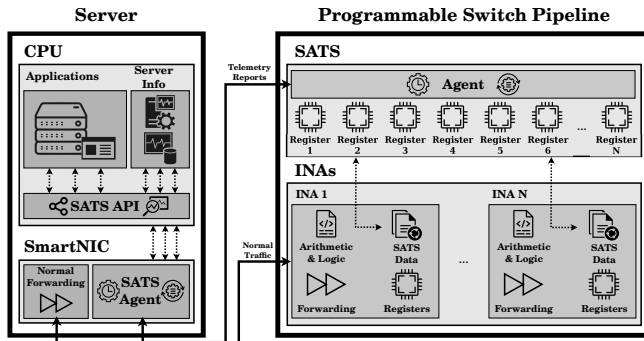 Server
CPU
Applications
Server
Info
SATS API
SmartNIC
Normal
Forwarding
SATS
Agent
Telemetry
Reports
Normal
Traffic
Programmable Switch Pipeline
SATS
Agent
Register
1
Register
2
Register
3
Register
4
Register
5
Register
6
...
Register
N
INAs
INA 1
Arithmetic
& Logic
SATS
Data
Forwarding
Registers
...
INA N
Arithmetic
& Logic
SATS
Data
Forwarding
Registers